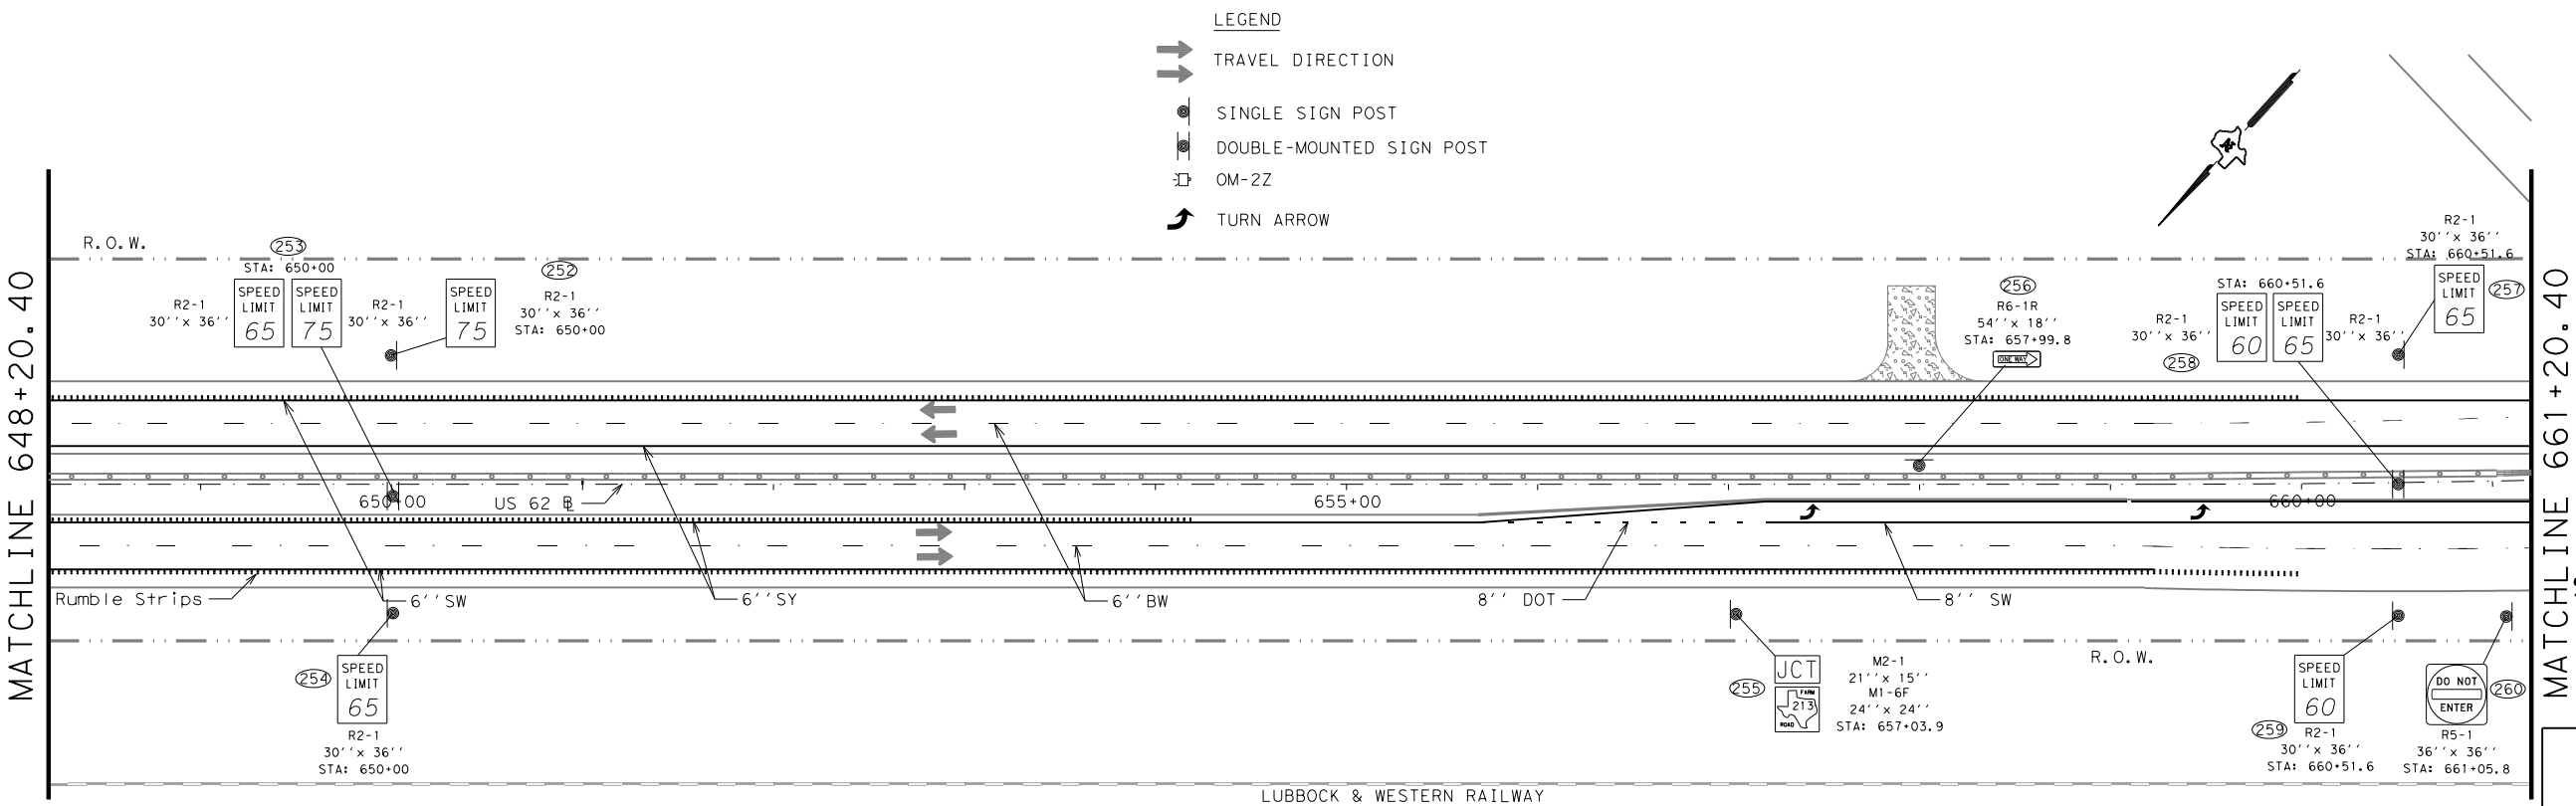 LEGEND
TRAVEL DIRECTION
SINGLE SIGN POST
DOUBLE-MOUNTED SIGN POST
OM-2Z
TURN ARROW
MATCHLINE 648+20.40
R.O.W.
253
STA: 650+00
R2-1
30''x 36''
SPEED
LIMIT
65
SPEED
LIMIT
75
R2-1
30''x 36''
SPEED
LIMIT
75
252
R2-1
30''x 36''
STA: 650+00
256
R6-1R
54''x 18''
STA: 657+99.8
ONE WAY
STA: 660+51.6
R2-1
30''x 36''
258
SPEED
LIMIT
60
SPEED
LIMIT
65
R2-1
30''x 36''
R2-1
30''x 36''
STA: 660+51.6
SPEED
LIMIT
65
257
MATCHLINE 661+20.40
650+00
US 62 BL
655+00
660+00
Rumble Strips
6''SW
6''SY
6''BW
8'' DOT
8'' SW
R.O.W.
254
SPEED
LIMIT
65
R2-1
30''x 36''
STA: 650+00
255
JCT
FARM
213
ROAD
M2-1
21''x 15''
M1-6F
24''x 24''
STA: 657+03.9
SPEED
LIMIT
60
259
R2-1
30''x 36''
STA: 660+51.6
DO NOT
ENTER
260
R5-1
36''x 36''
STA: 661+05.8
LUBBOCK & WESTERN RAILWAY